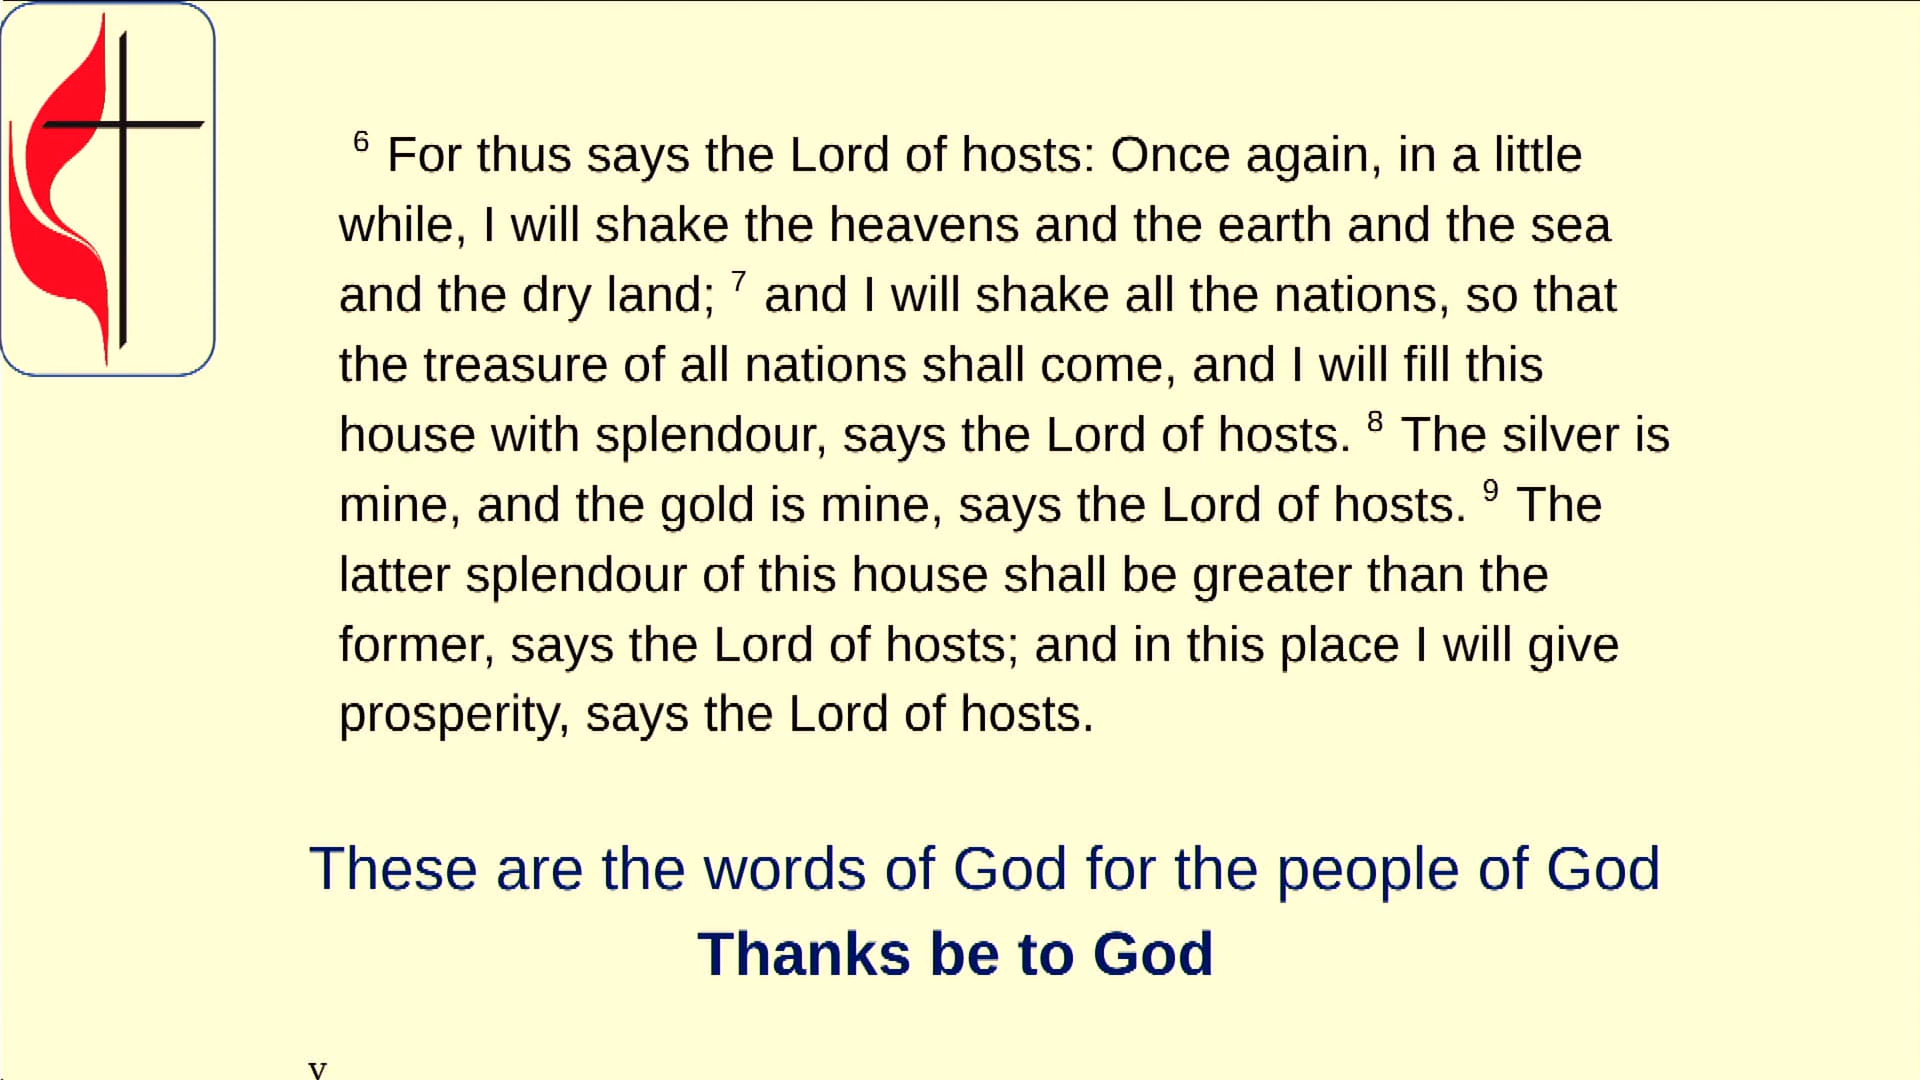 6 For thus says the Lord of hosts: Once again, in a little
while, I will shake the heavens and the earth and the sea
and the dry land; 7 and I will shake all the nations, so that
the treasure of all nations shall come, and I will fill this
house with splendour, says the Lord of hosts. 8 The silver is
mine, and the gold is mine, says the Lord of hosts. 9 The
latter splendour of this house shall be greater than the
former, says the Lord of hosts; and in this place I will give
prosperity, says the Lord of hosts.
These are the words of God for the people of God
Thanks be to God
v